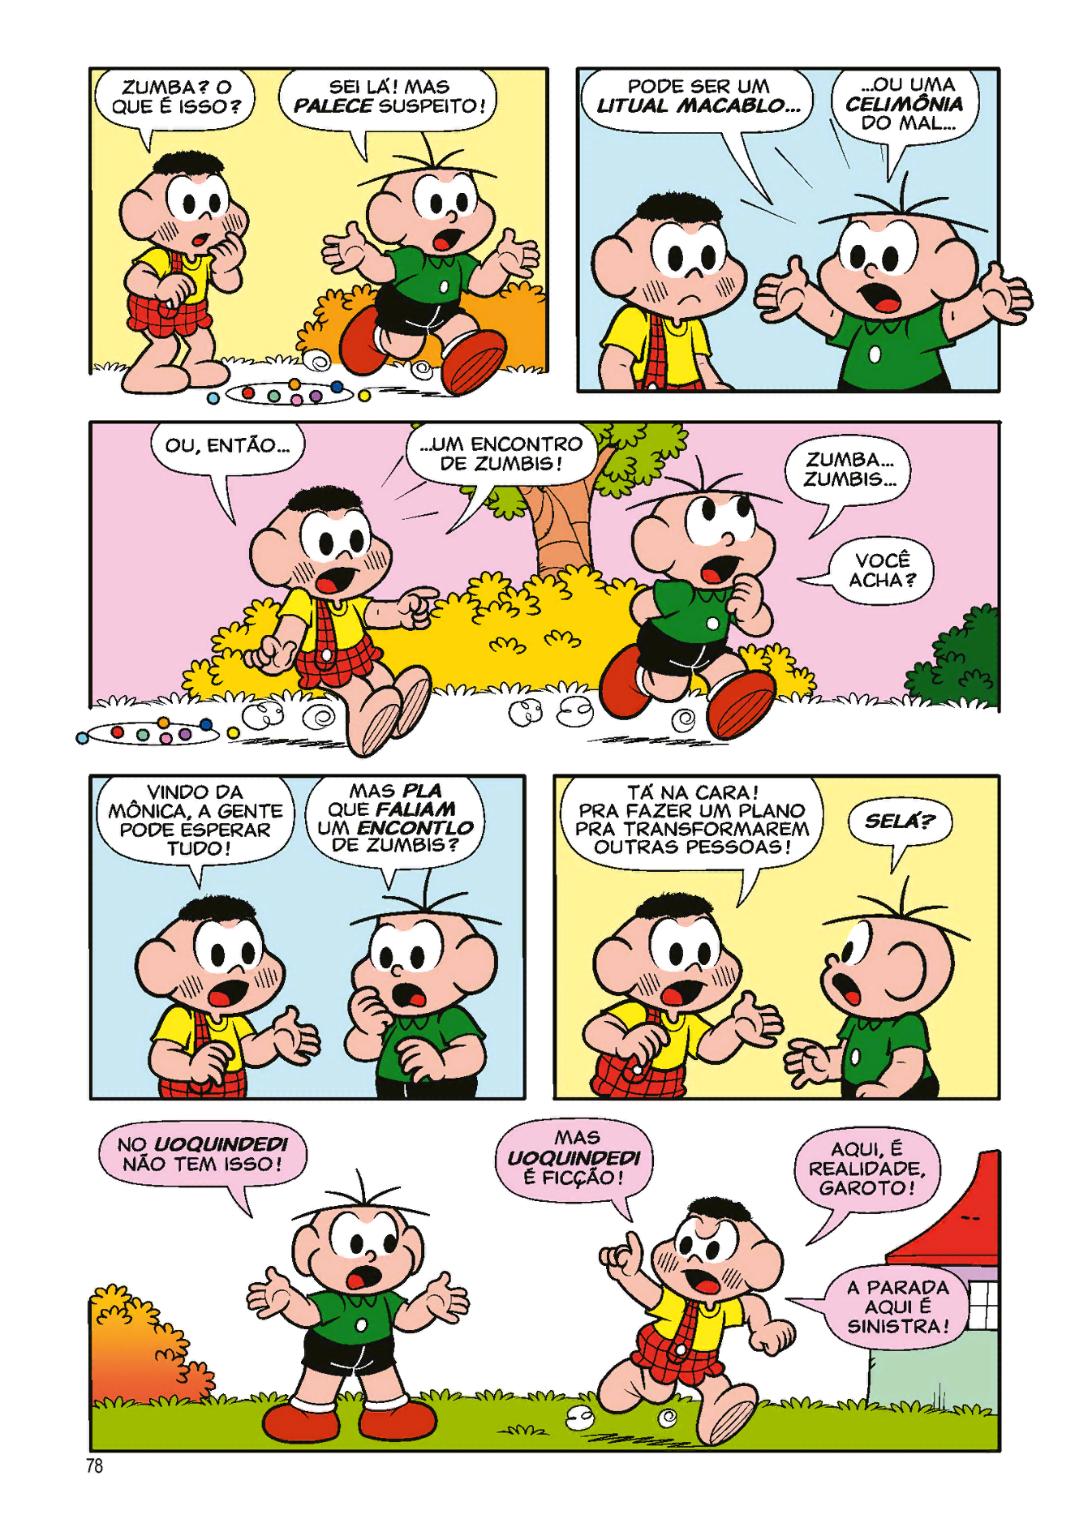 ZUMBA? O
QUE É ISSO?
SEI LÁ! MAS
PALECE SUSPEITO!
PODE SER UM
LITUAL MACABLO...
...OU UMA
CELIMÔNIA
DO MAL...
OU, ENTÃO...
...UM ENCONTRO
DE ZUMBIS!
ZUMBA...
ZUMBIS...
VOCÊ
ACHA?
VINDO DA
MÔNICA, A GENTE
PODE ESPERAR
TUDO!
MAS PLA
QUE FALIAM
UM ENCONTLO
DE ZUMBIS?
TÁ NA CARA!
PRA FAZER UM PLANO
PRA TRANSFORMAREM
OUTRAS PESSOAS!
SELÁ?
NO UOQUINDEDI
NÃO TEM ISSO!
MAS
UOQUINDEDI
É FICÇÃO!
AQUI, É
REALIDADE,
GAROTO!
A PARADA
AQUI É
SINISTRA!
78